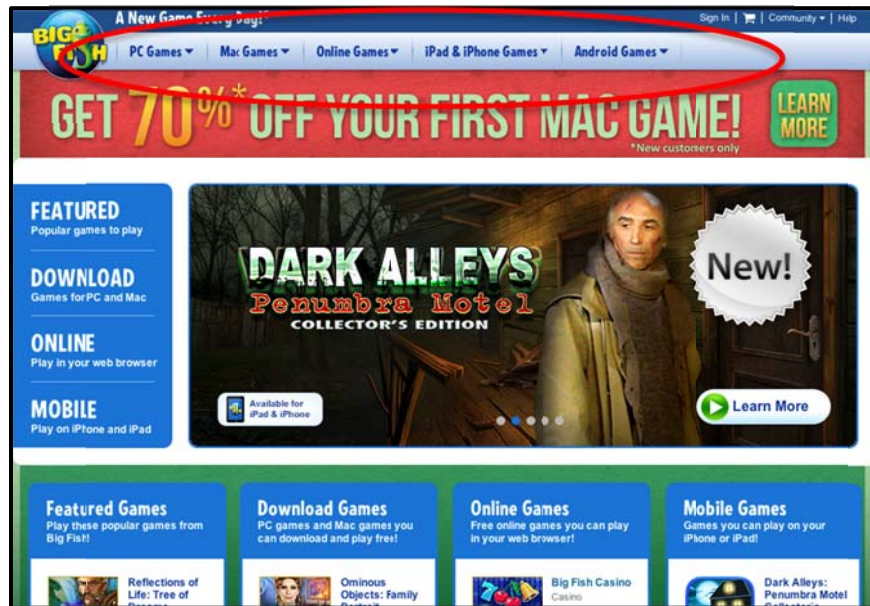 A New Game Every Day!®
Sign In | Community | Help
BIG FISH
PC Games Mac Games Online Games iPad & iPhone Games Android Games
GET 70%* OFF YOUR FIRST MAC GAME!
*New customers only
LEARN MORE
FEATURED
Popular games to play
DOWNLOAD
Games for PC and Mac
ONLINE
Play in your web browser
MOBILE
Play on iPhone and iPad
DARK ALLEYS
Penumbra Motel
COLLECTOR'S EDITION
New!
Available for
iPad & iPhone
Learn More
Featured Games
Play these popular games from
Big Fish!
Reflections of
Life: Tree of
Download Games
PC games and Mac games you
can download and play free!
Ominous
Objects: Family
Online Games
Free online games you can play
in your web browser!
Big Fish Casino
Casino
Mobile Games
Games you can play on your
iPhone or iPad!
Dark Alleys:
Penumbra Motel